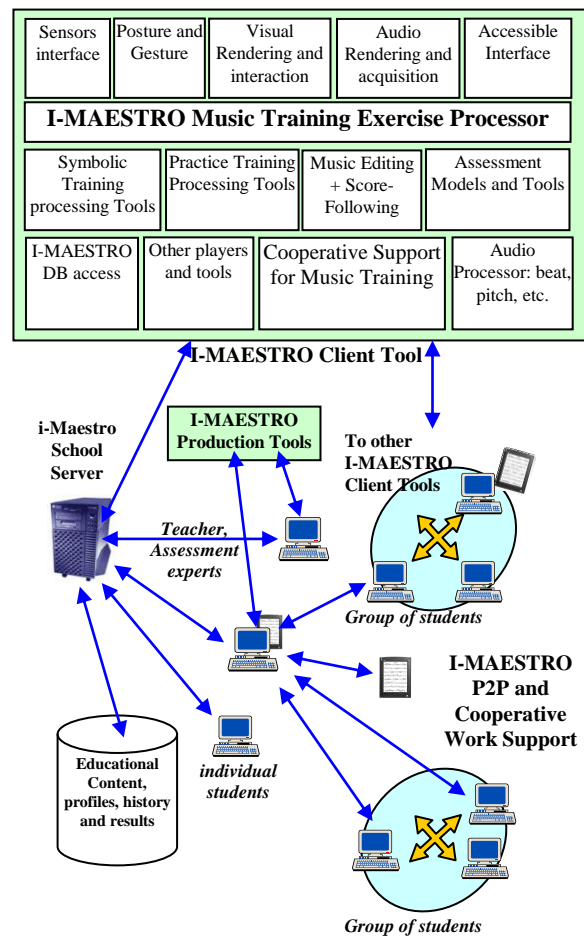 Sensors
interface
Posture and
Gesture
Visual
Rendering and
interaction
Audio
Rendering and
acquisition
Accessible
Interface
I-MAESTRO Music Training Exercise Processor
Symbolic
Training
processing Tools
Practice Training
Processing Tools
Music Editing
+ Score-
Following
Assessment
Models and Tools
I-MAESTRO
DB access
Other players
and tools
Cooperative Support
for Music Training
Audio
Processor: beat,
pitch, etc.
I-MAESTRO Client Tool
i-Maestro
School
Server
I-MAESTRO
Production Tools
To other
I-MAESTRO
Client Tools
Teacher,
Assessment
experts
Group of students
I-MAESTRO
P2P and
Cooperative
Work Support
Educational
Content,
profiles, history
and results
individual
students
Group of students